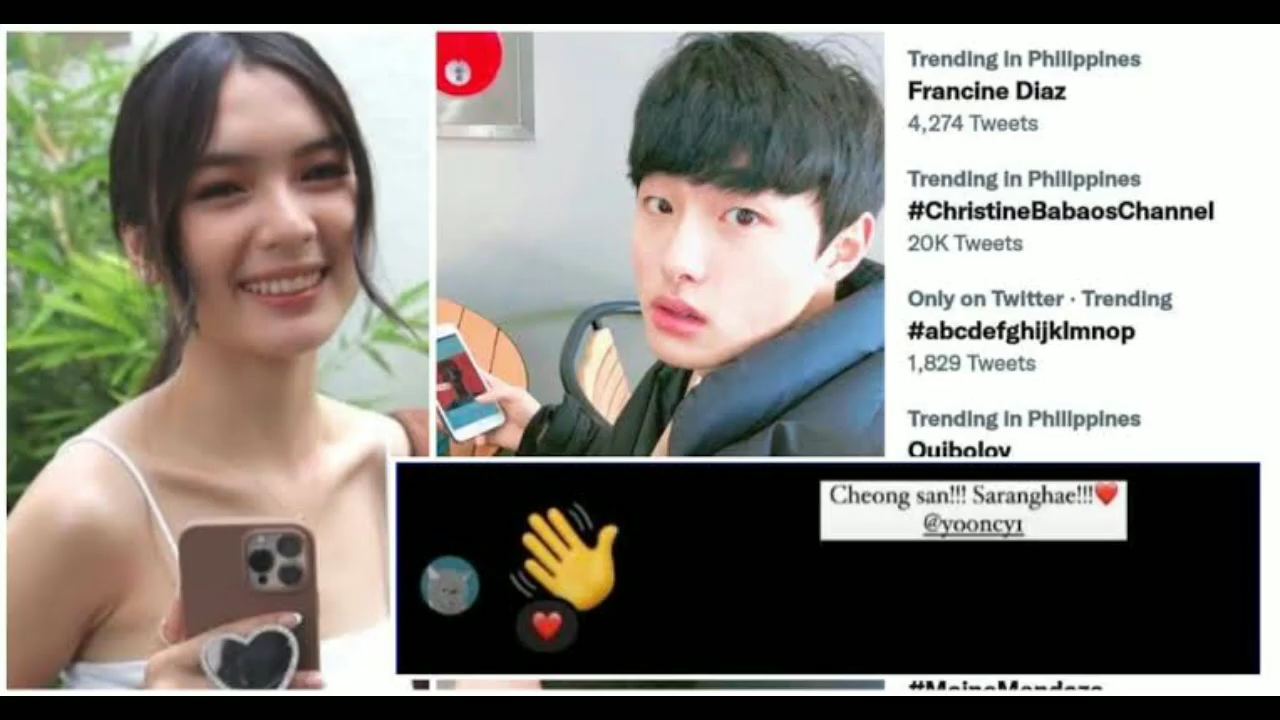 Trending in Philippines
Francine Diaz
4,274 Tweets
Trending in Philippines
#ChristineBabaosChannel
20K Tweets
Only on Twitter · Trending
#abcdefghijklmnop
1,829 Tweets
Trending in Philippines
Quiboloy
Cheong san!!! Saranghae!!!❤️
@yooncy1
#MaineMendoza